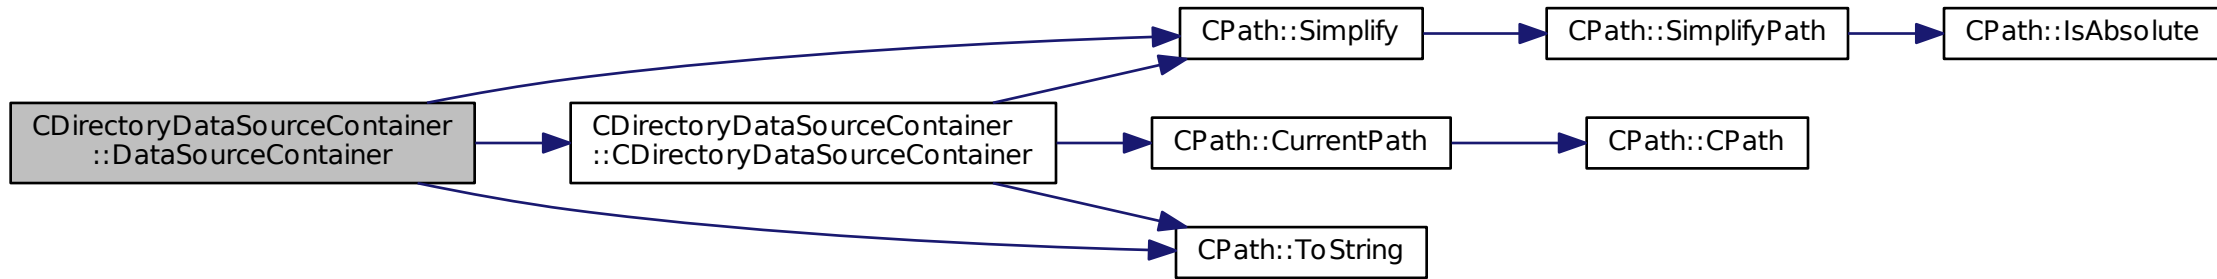 CDirectoryDataSourceContainer
::DataSourceContainer
CDirectoryDataSourceContainer
::CDirectoryDataSourceContainer
CPath::Simplify
CPath::SimplifyPath
CPath::IsAbsolute
CPath::CurrentPath
CPath::CPath
CPath::ToString